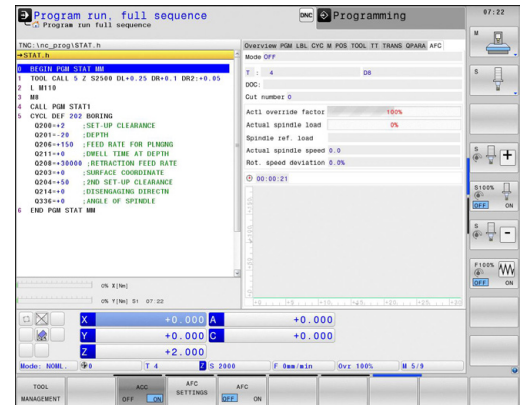 Program run, full sequence
Program run full sequence
DNC
Programming
07:22
TNC:\nc_prog\STAT.h
→STAT.h
0 BEGIN PGM STAT MM
1 TOOL CALL 5 Z S2500 DL+0.25 DR+0.1 DR2:+0.05
2 L M110
3 M8
4 CALL PGM STAT1
5 CYCL DEF 202 BORING
Q200=+2 ;SET-UP CLEARANCE
Q201=-20 ;DEPTH
Q206=+150 ;FEED RATE FOR PLNGNG
Q211=+0 ;DWELL TIME AT DEPTH
Q208=+30000 ;RETRACTION FEED RATE
Q203=+0 ;SURFACE COORDINATE
Q204=+50 ;2ND SET-UP CLEARANCE
Q214=+0 ;DISENGAGING DIRECTN
Q336=+0 ;ANGLE OF SPINDLE
6 END PGM STAT MM
0% X[Nm]
0% Y[Nm] S1 07:22
Overview PGM LBL CYC M POS TOOL TT TRANS QPARA AFC
Mode OFF
T : 4 D8
DOC:
Cut number 0
Actl override factor 100%
Actual spindle load 0%
Spindle ref. load
Actual spindle speed 0.0
Rot. speed deviation 0.0%
00:00:21
X +0.000 A +0.000
Y +0.000 C +0.000
Z +2.000
Mode: NOML. 0 T 4 Z S 2000 F 0mm/min Ovr 100% M 5/9
TOOL MANAGEMENT
ACC
OFF ON
AFC SETTINGS
AFC
OFF ON
M
S
S
+
S100%
OFF ON
S
-
F100%
OFF ON